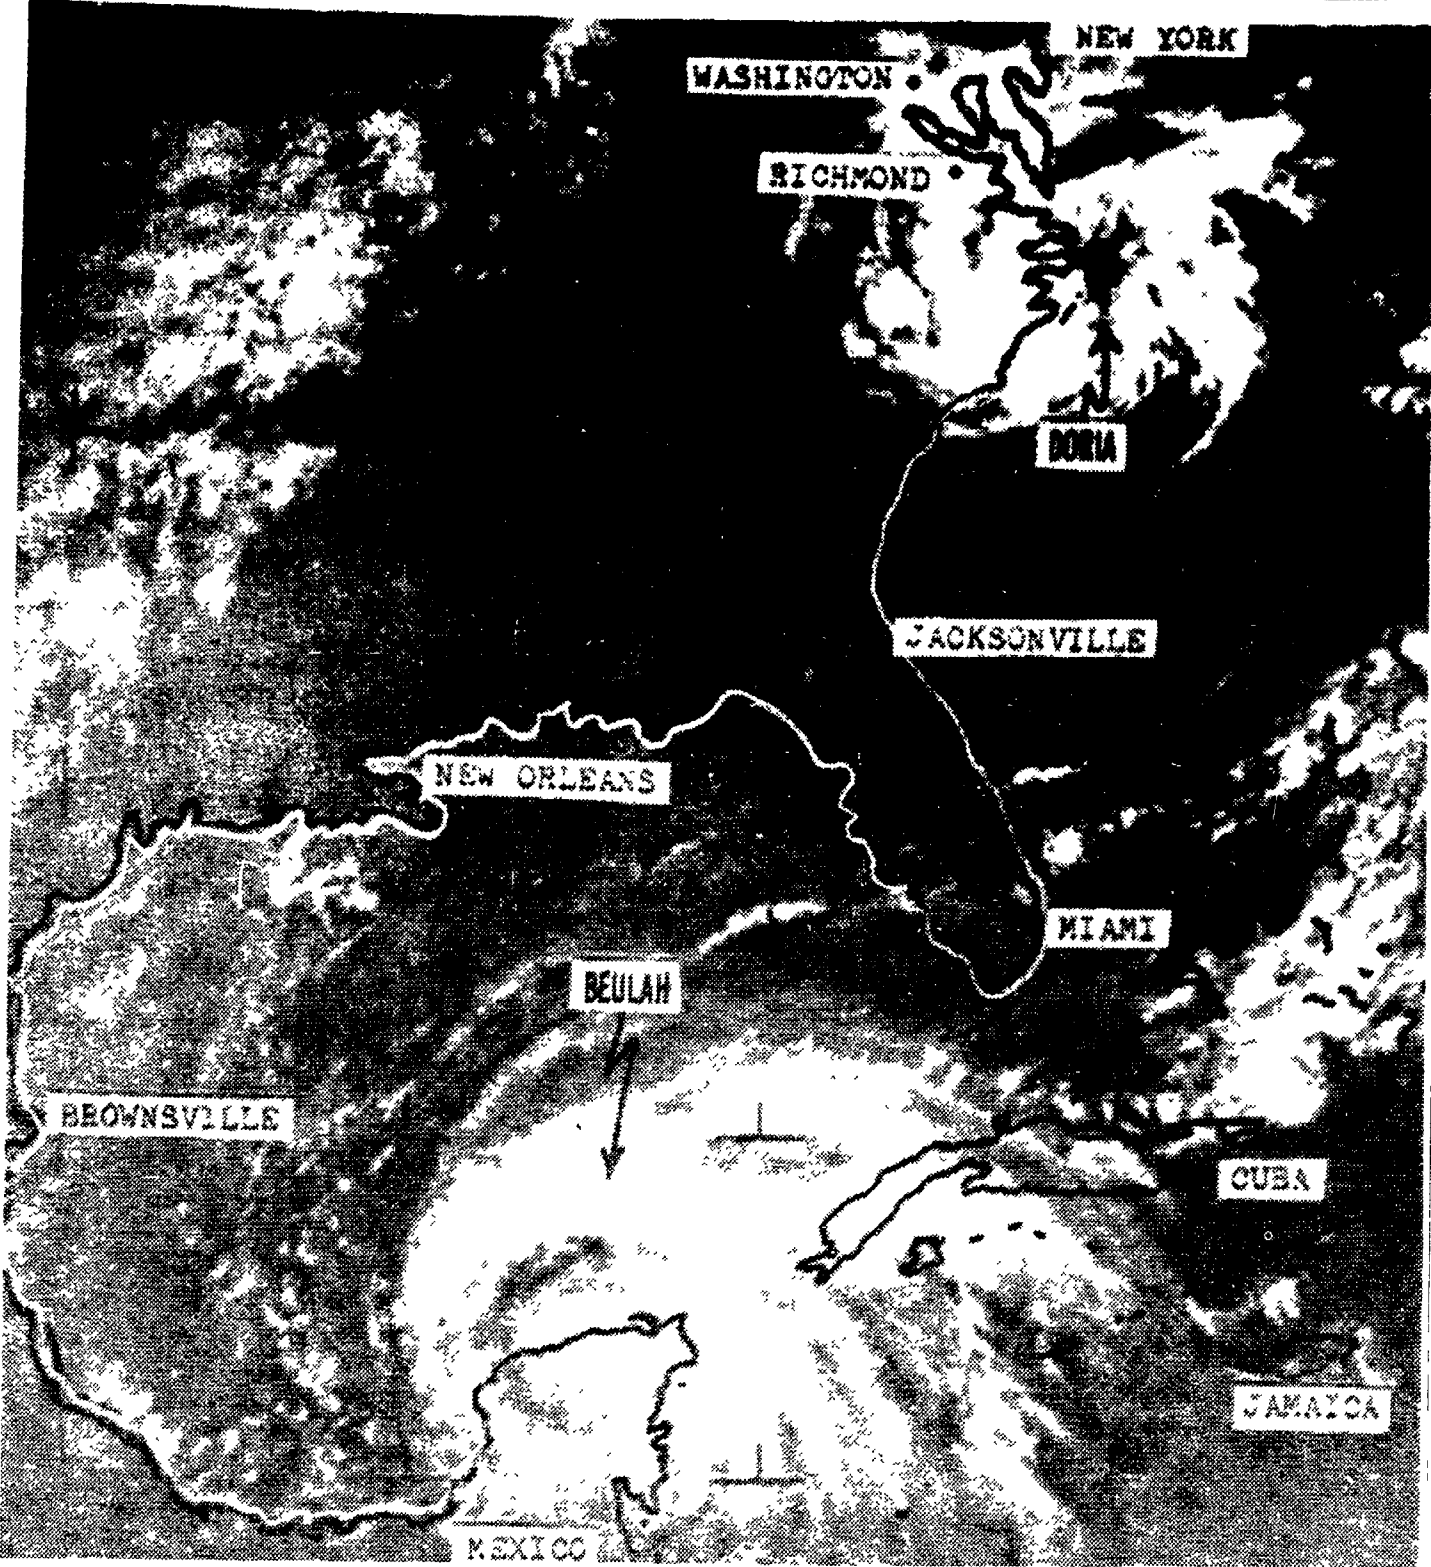 NEW YORK
WASHINGTON
RICHMOND
DORIA
JACKSONVILLE
NEW ORLEANS
MIAMI
BEULAH
BROWNSVILLE
CUBA
JAMAICA
MEXICO